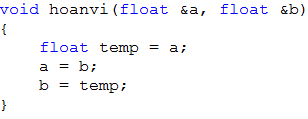 void hoanvi(float &a, float &b)
{
    float temp = a;
    a = b;
    b = temp;
}